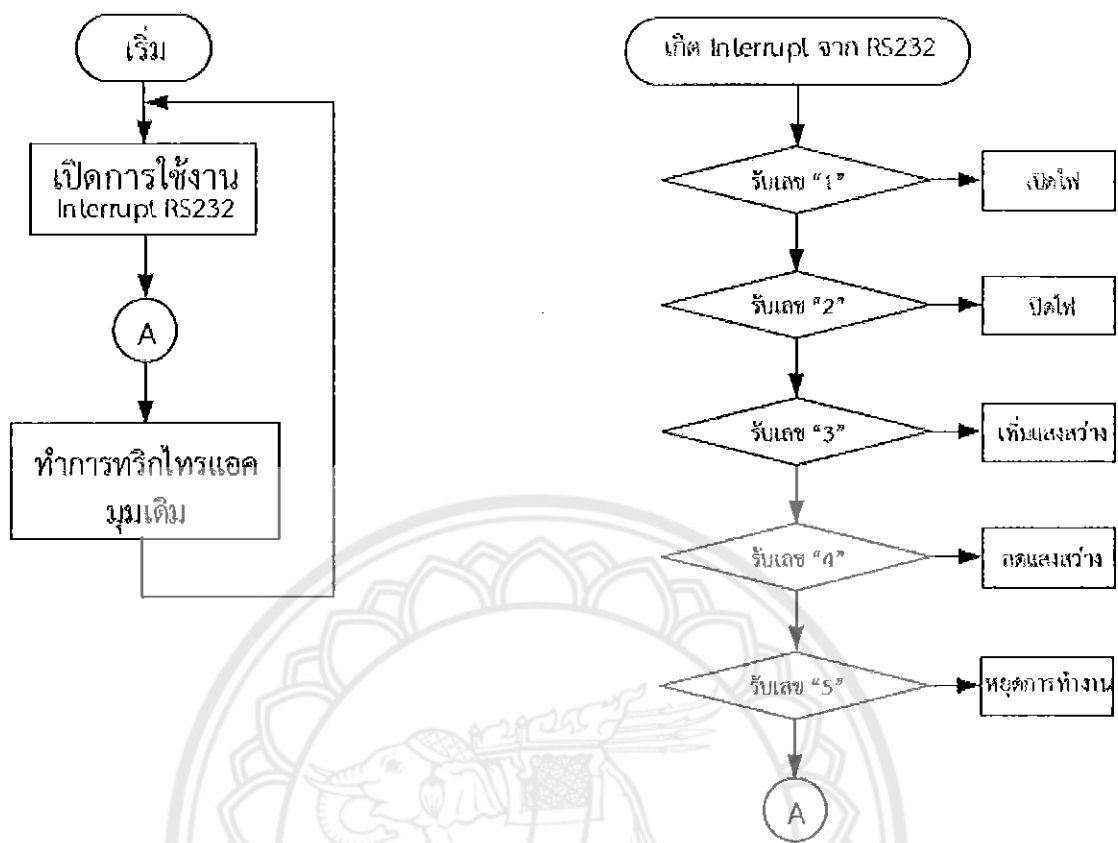 เริ่ม
เปิดการใช้งาน
Interrupt RS232
A
ทำการทริกไทรแอค
มุมเดิม
เกิด Interrupt จาก RS232
รับเลข "1"
เปิดไฟ
รับเลข "2"
ปิดไฟ
รับเลข "3"
เพิ่มแสงสว่าง
รับเลข "4"
ลดแสงสว่าง
รับเลข "5"
หยุดการทำงาน
A